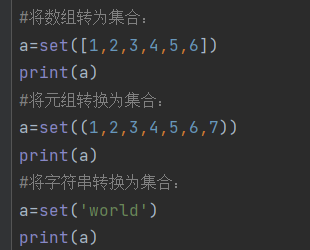 #将数组转为集合：
a=set([1,2,3,4,5,6])
print(a)
#将元组转换为集合：
a=set((1,2,3,4,5,6,7))
print(a)
#将字符串转换为集合：
a=set('world')
print(a)